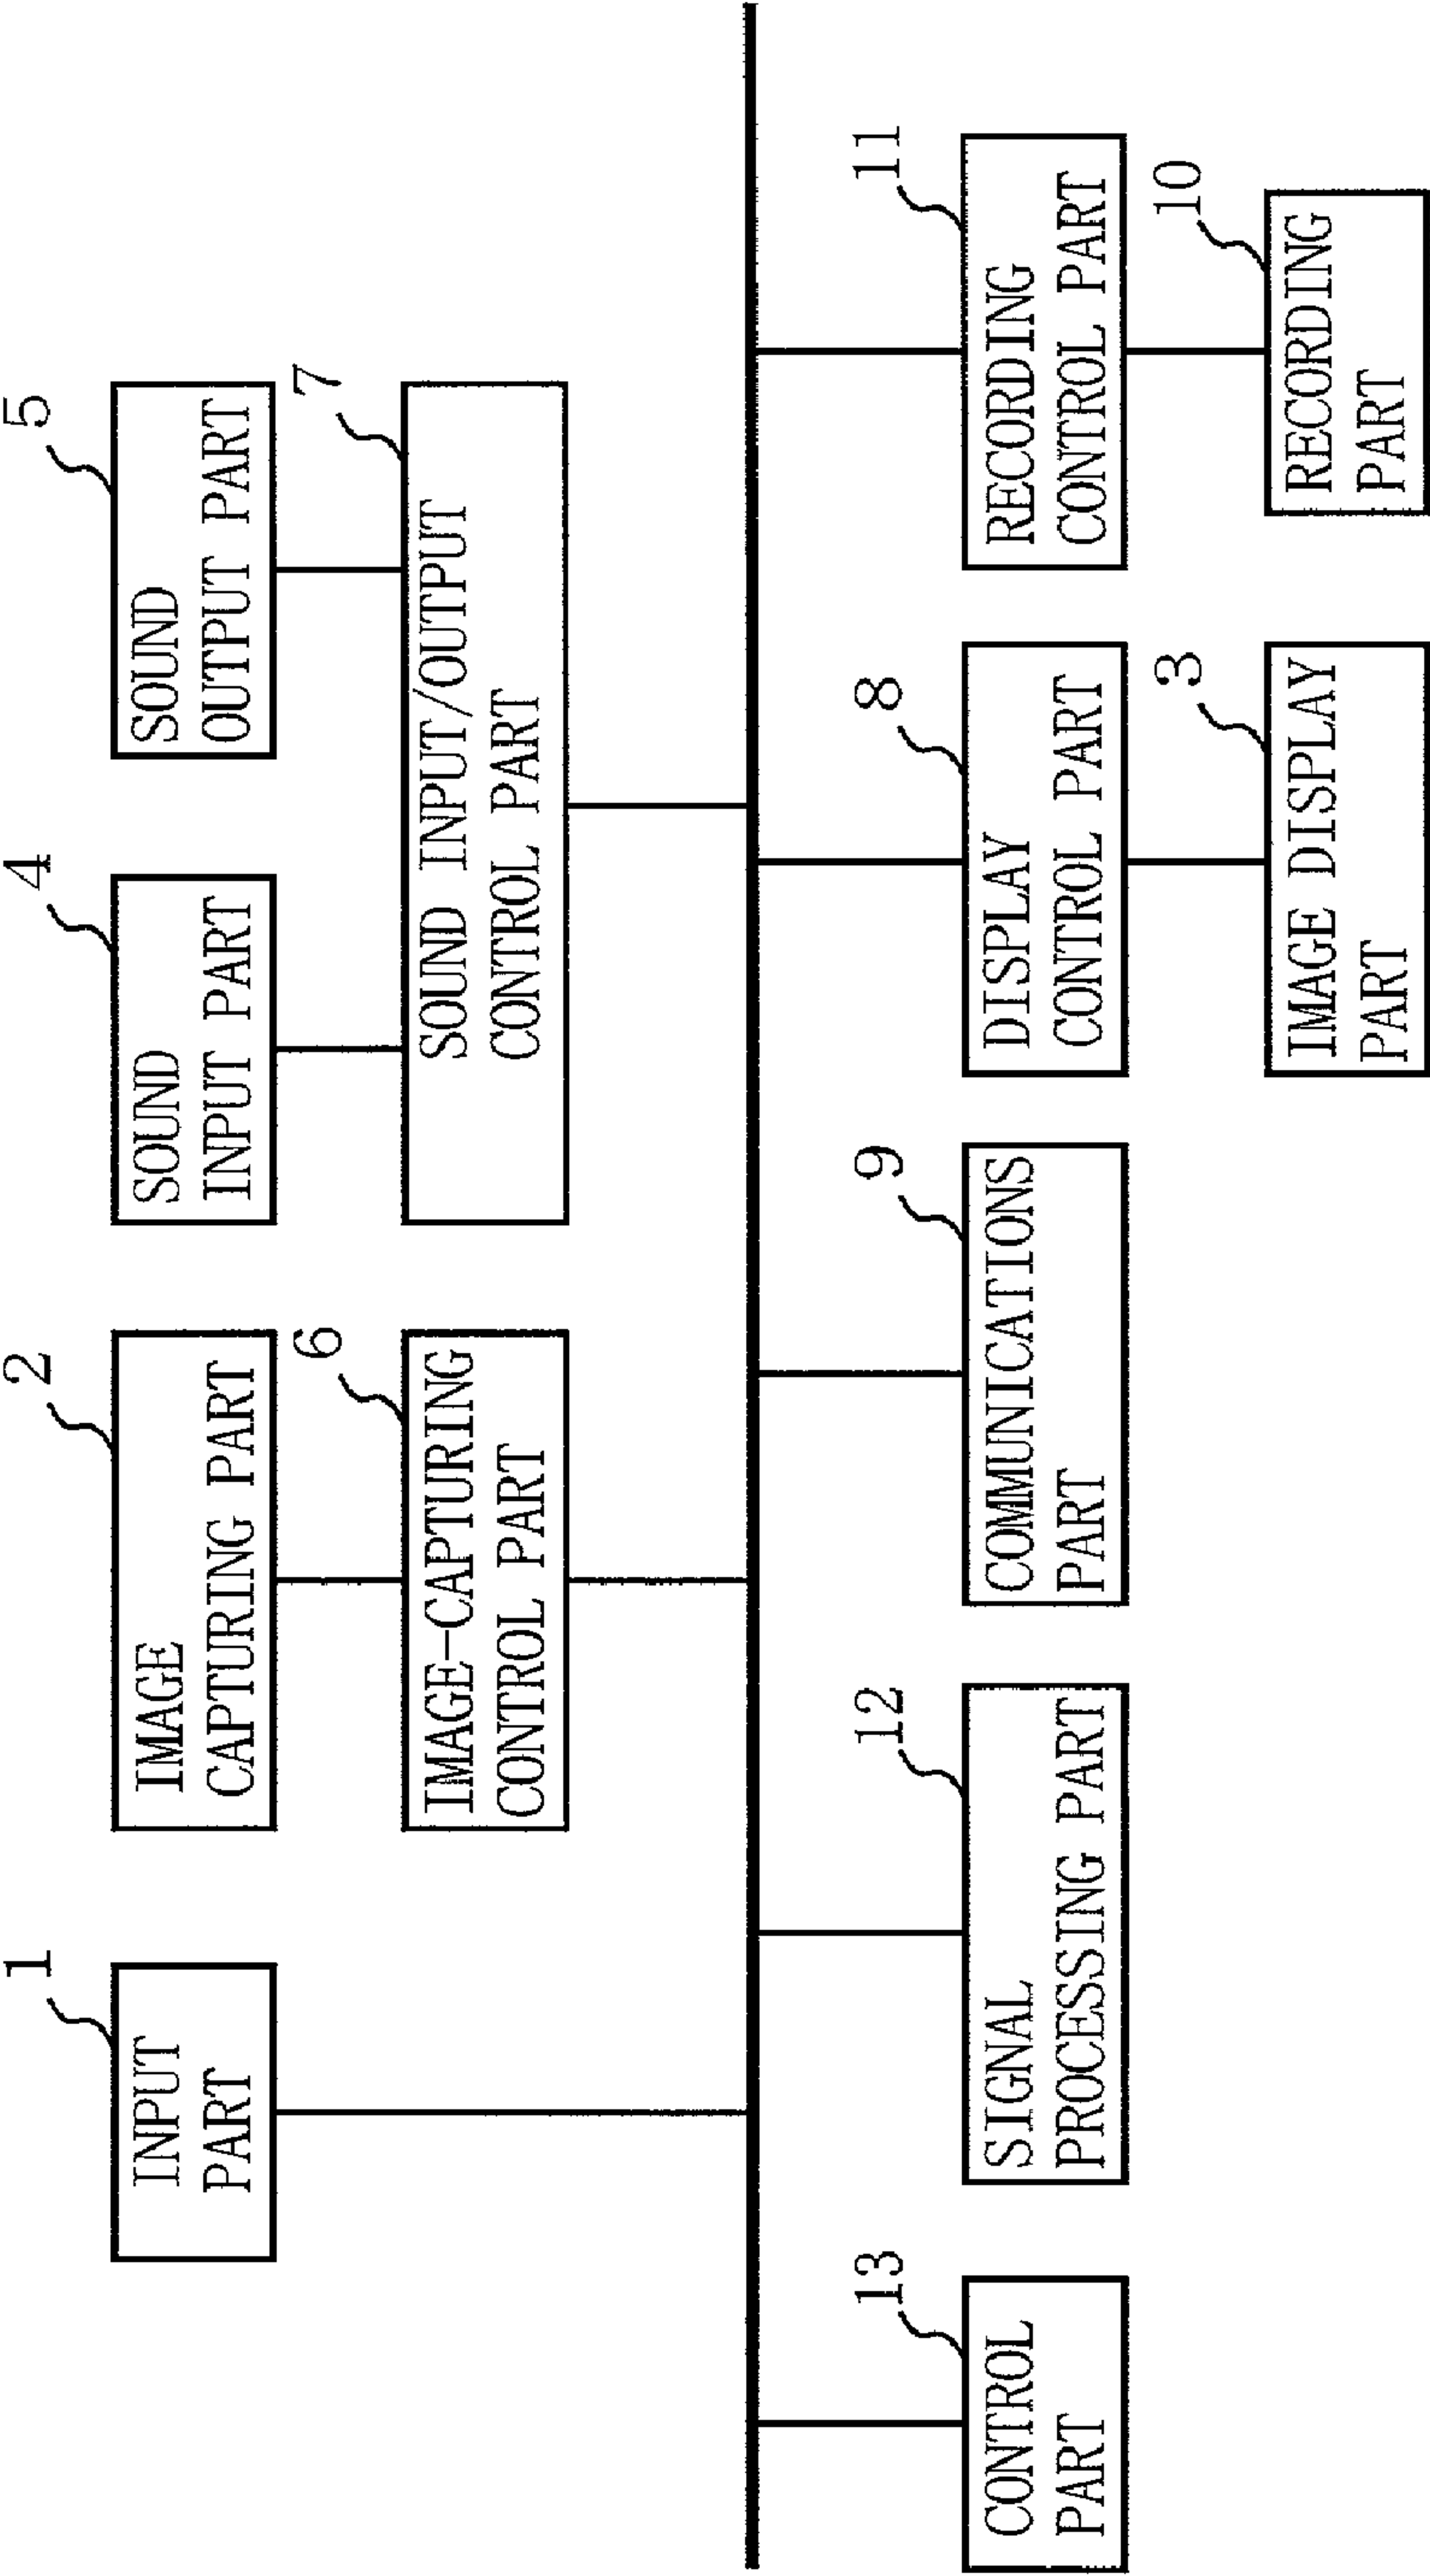 1
INPUT
PART
2
IMAGE
CAPTURING PART
6
IMAGE-CAPTURING
CONTROL PART
4
SOUND
INPUT PART
5
SOUND
OUTPUT PART
7
SOUND INPUT/OUTPUT
CONTROL PART
13
CONTROL
PART
12
SIGNAL
PROCESSING PART
9
COMMUNICATIONS
PART
8
DISPLAY
CONTROL PART
3
IMAGE DISPLAY
PART
11
RECORDING
CONTROL PART
10
RECORDING
PART